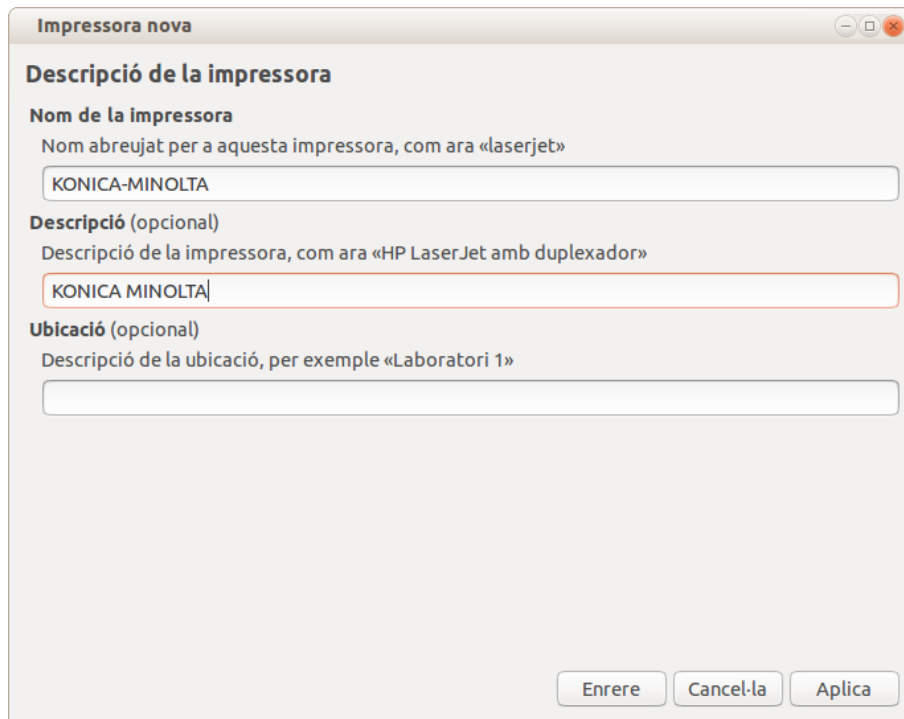 Impressora nova
Descripció de la impressora
Nom de la impressora
Nom abreujat per a aquesta impressora, com ara «laserjet»
KONICA-MINOLTA
Descripció (opcional)
Descripció de la impressora, com ara «HP LaserJet amb duplexador»
KONICA MINOLTA
Ubicació (opcional)
Descripció de la ubicació, per exemple «Laboratori 1»
Enrere Cancel·la Aplica